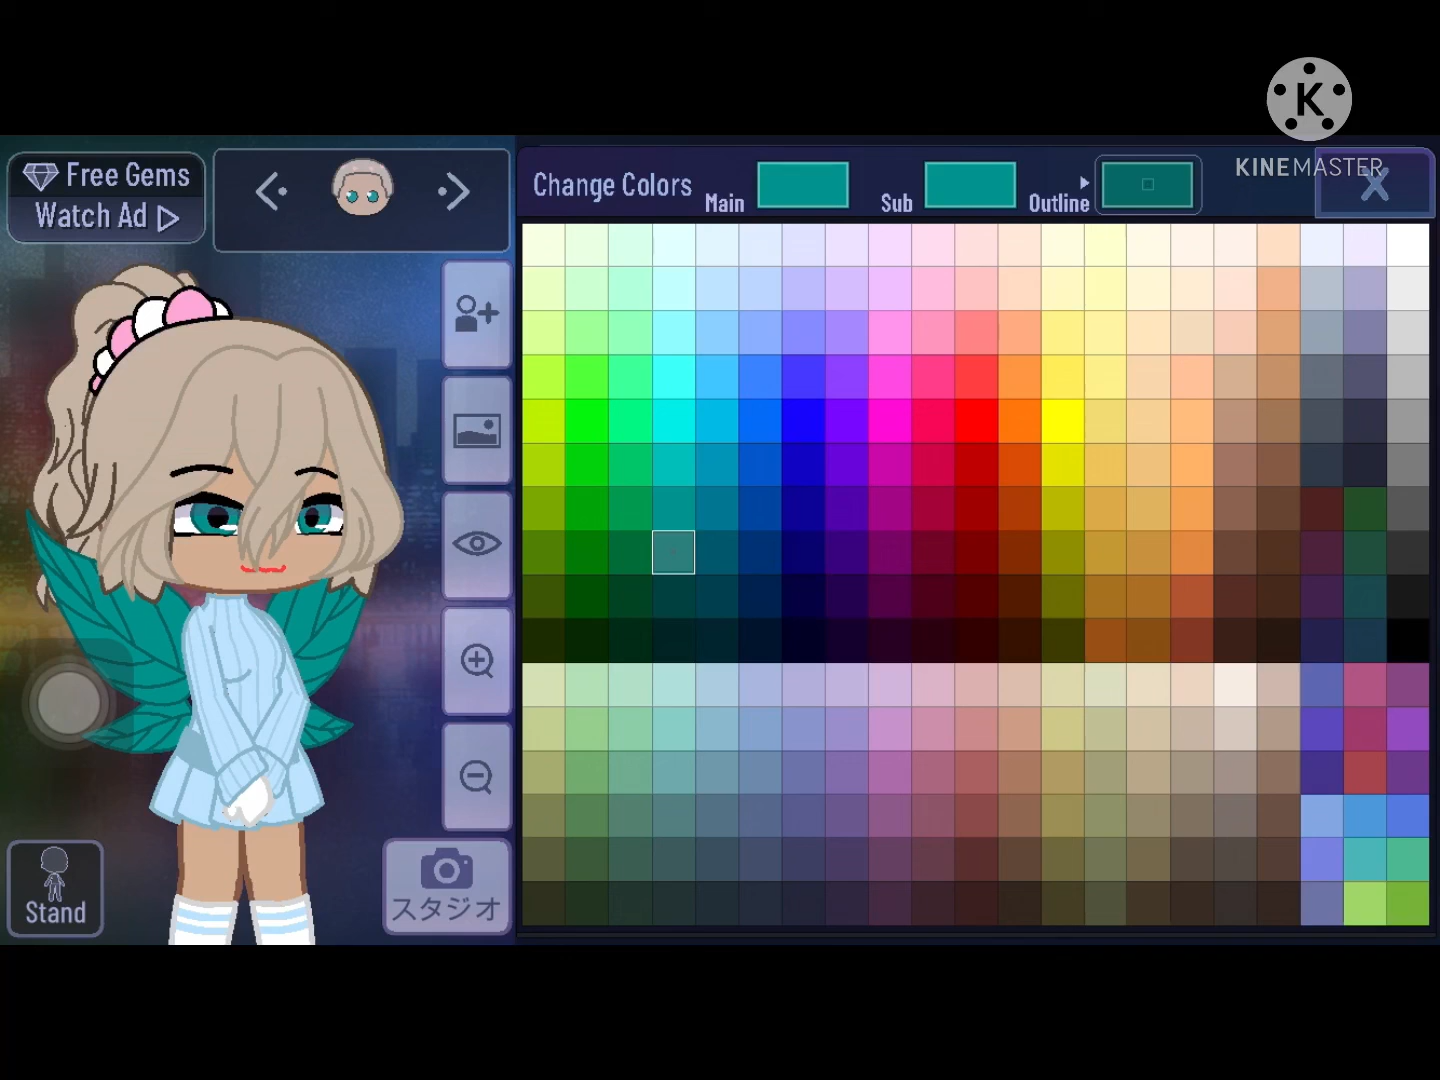 Free Gems
Watch Ad
Change Colors
Main
Sub
Outline
K
KINEMASTER
X
Stand
スタジオ